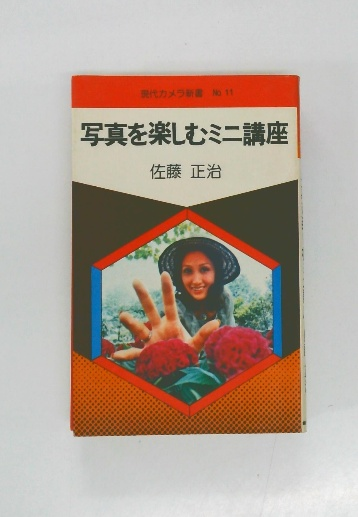 現代カメラ新書 № 11
写真を楽しむミニ講座
佐藤 正治